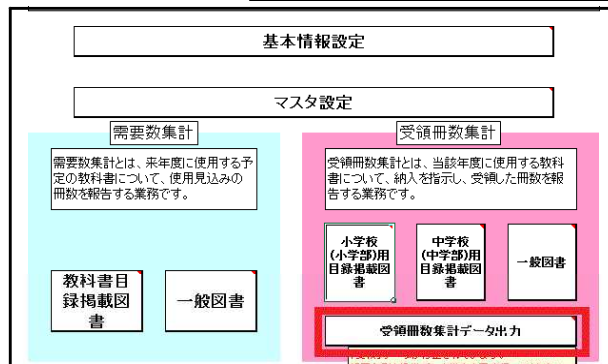 基本情報設定
マスタ設定
需要数集計
需要数集計とは、来年度に使用する予
定の教科書について、使用見込みの
冊数を報告する業務です。
教科書目
録掲載図
書
一般図書
受領冊数集計
受領冊数集計とは、当該年度に使用する教科
書について、納入を指示し、受領した冊数を報
告する業務です。
小学校
(小学部)用
目録掲載図
書
中学校
(中学部)用
目録掲載図
書
一般図書
受領冊数集計データ出力